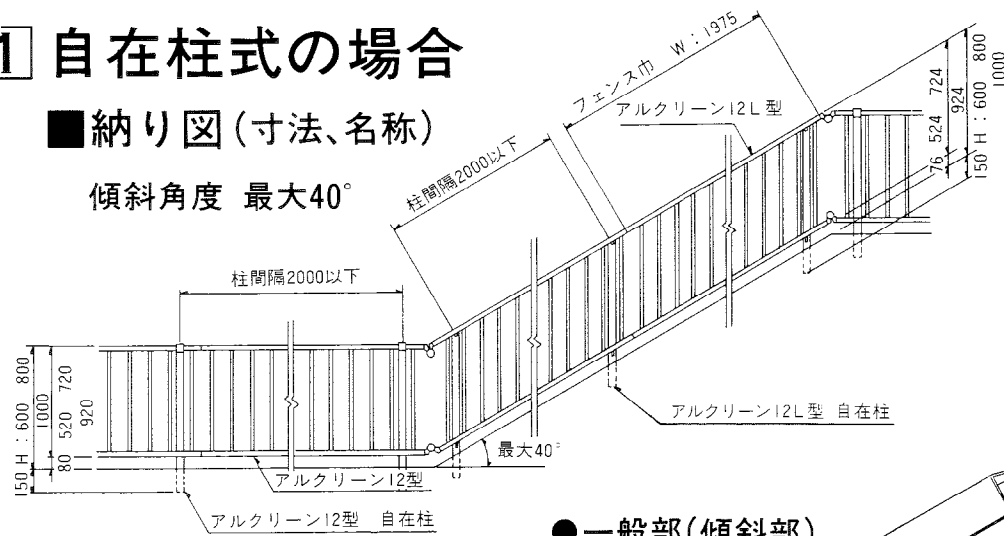 1 自在柱式の場合
■納り図(寸法、名称)
傾斜角度 最大40°
フェンス巾 W:1975
アルクリーン12L型
柱間隔2000以下
柱間隔2000以下
724
924
524
76
800
1000
150 H:600
800
1000
150 H:600
720
520
920
80
最大40°
アルクリーン12L型 自在柱
アルクリーン12型
アルクリーン12型 自在柱
●一般部(傾斜部)